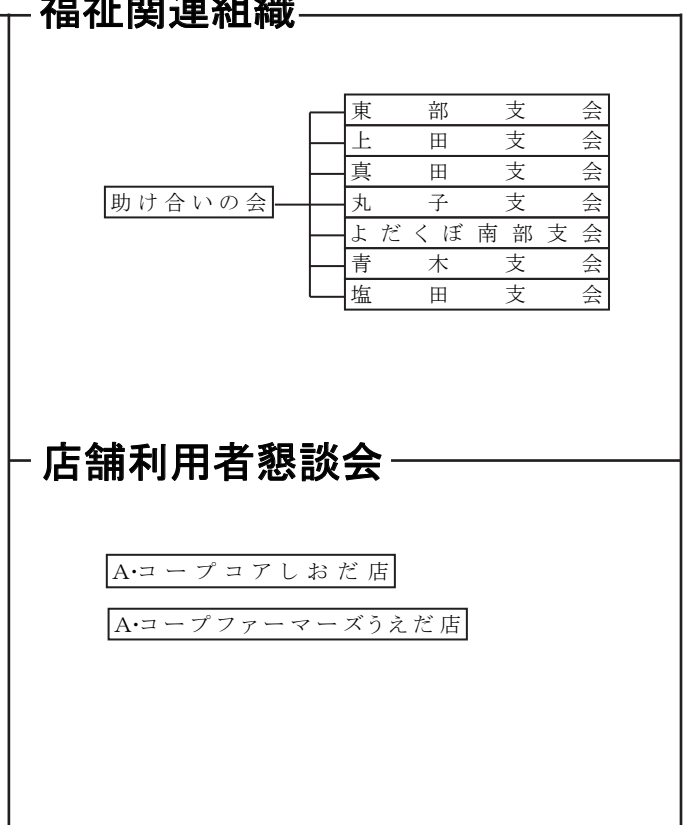 福祉関連組織
東部支会
上田支会
真田支会
助け合いの会
丸子支会
よだくぼ南部支会
青木支会
塩田支会
店舗利用者懇談会
A・コープコアしおだ店
A・コープファーマーズうえだ店